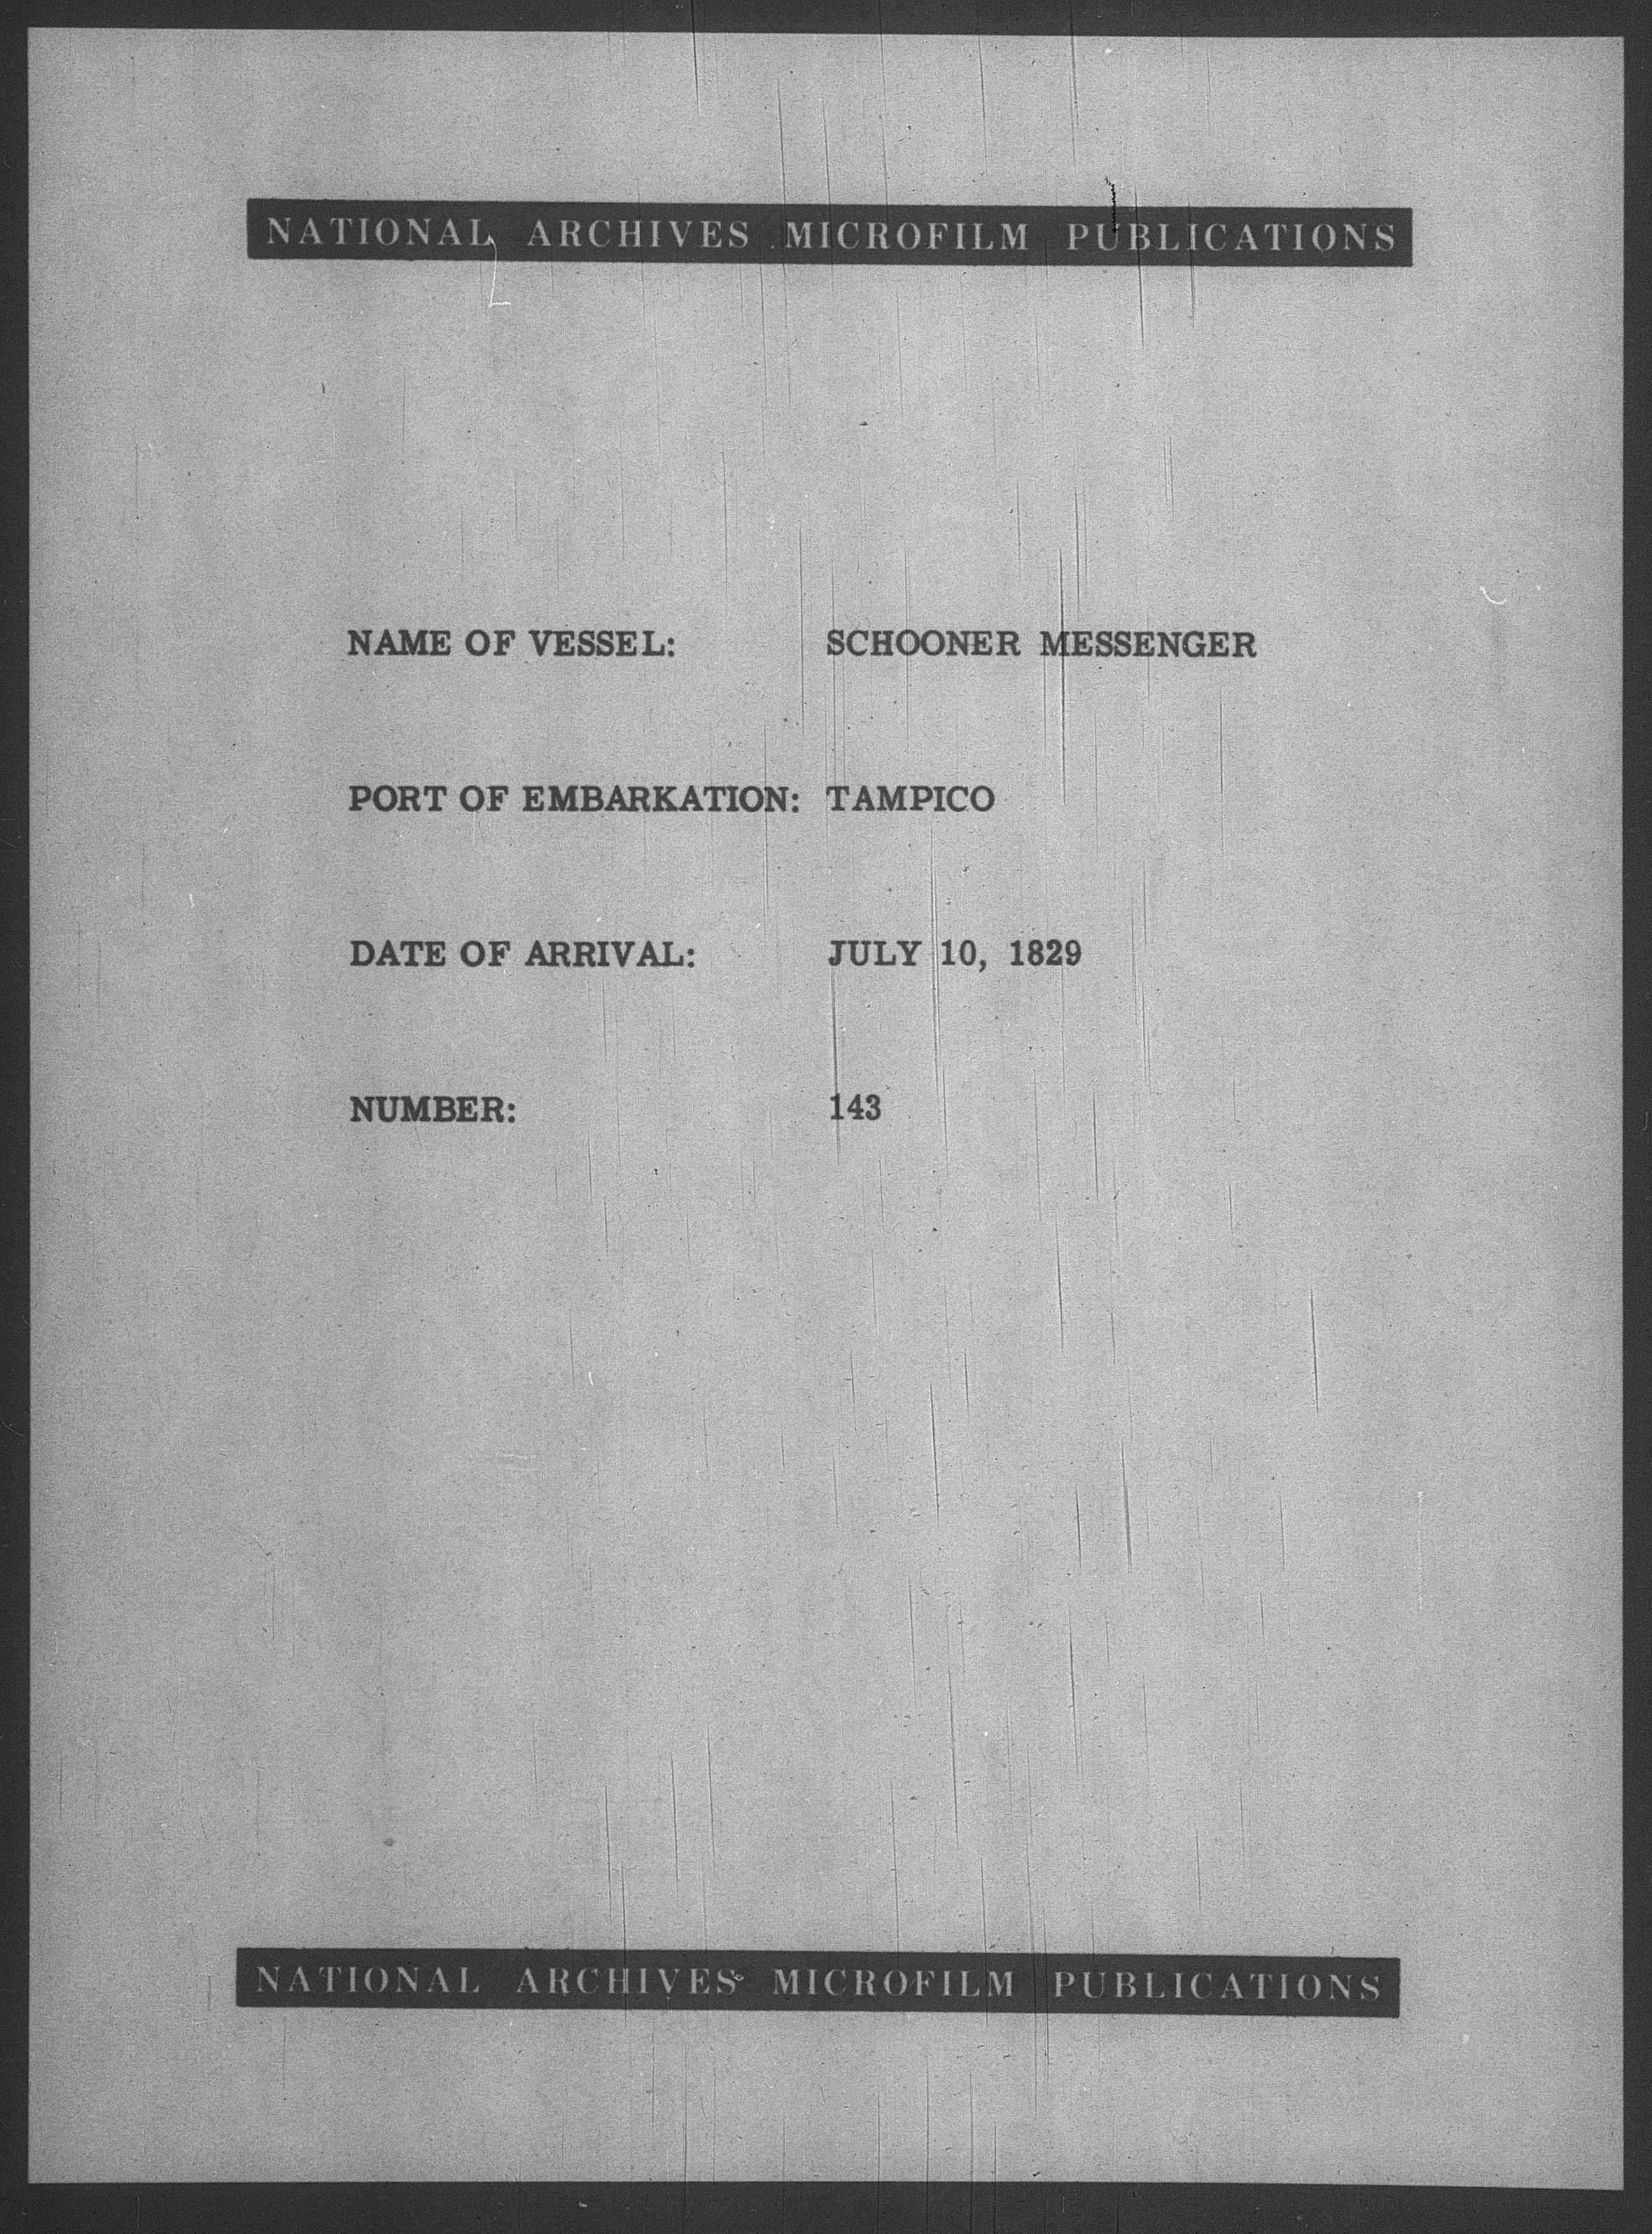 NATIONAL ARCHIVES MICROFILM PUBLICATIONS
NAME OF VESSEL: SCHOONER MESSENGER
PORT OF EMBARKATION: TAMPICO
DATE OF ARRIVAL: JULY 10, 1829
NUMBER: 143
NATIONAL ARCHIVES MICROFILM PUBLICATIONS